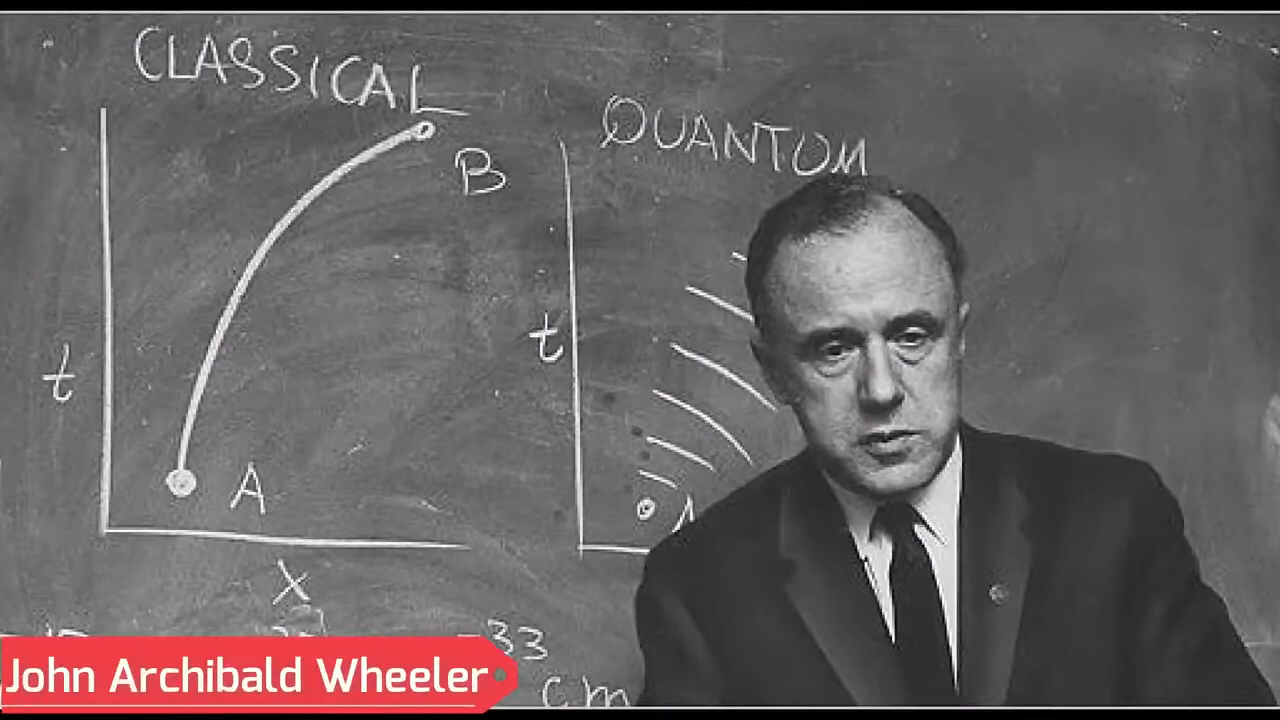 CLASSICAL
QUANTUM
B
t
t
A
x
-33
cm
John Archibald Wheeler